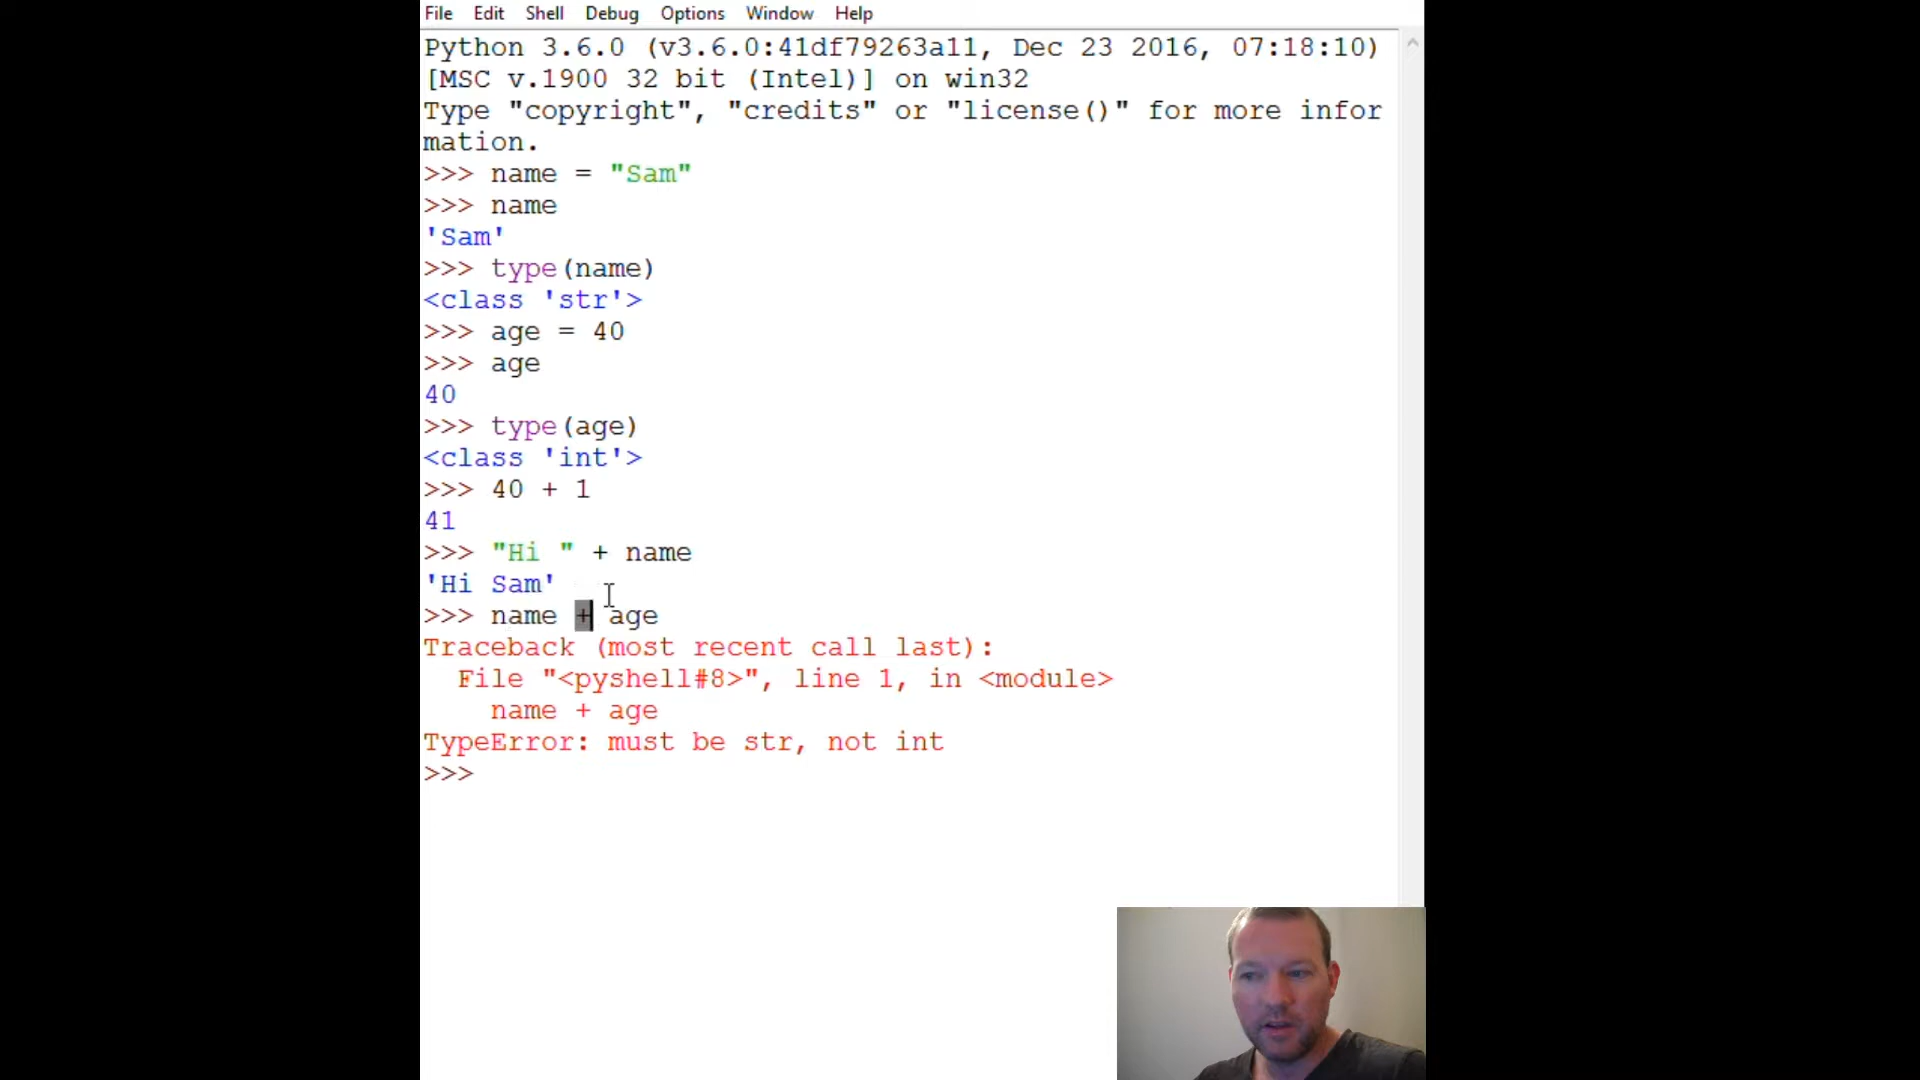 File Edit Shell Debug Options Window Help
Python 3.6.0 (v3.6.0:41df79263a11, Dec 23 2016, 07:18:10)
[MSC v.1900 32 bit (Intel)] on win32
Type "copyright", "credits" or "license()" for more infor
mation.
>>> name = "Sam"
>>> name
'Sam'
>>> type(name)
<class 'str'>
>>> age = 40
>>> age
40
>>> type(age)
<class 'int'>
>>> 40 + 1
41
>>> "Hi " + name
'Hi Sam'
>>> name + age
Traceback (most recent call last):
  File "<pyshell#8>", line 1, in <module>
    name + age
TypeError: must be str, not int
>>>